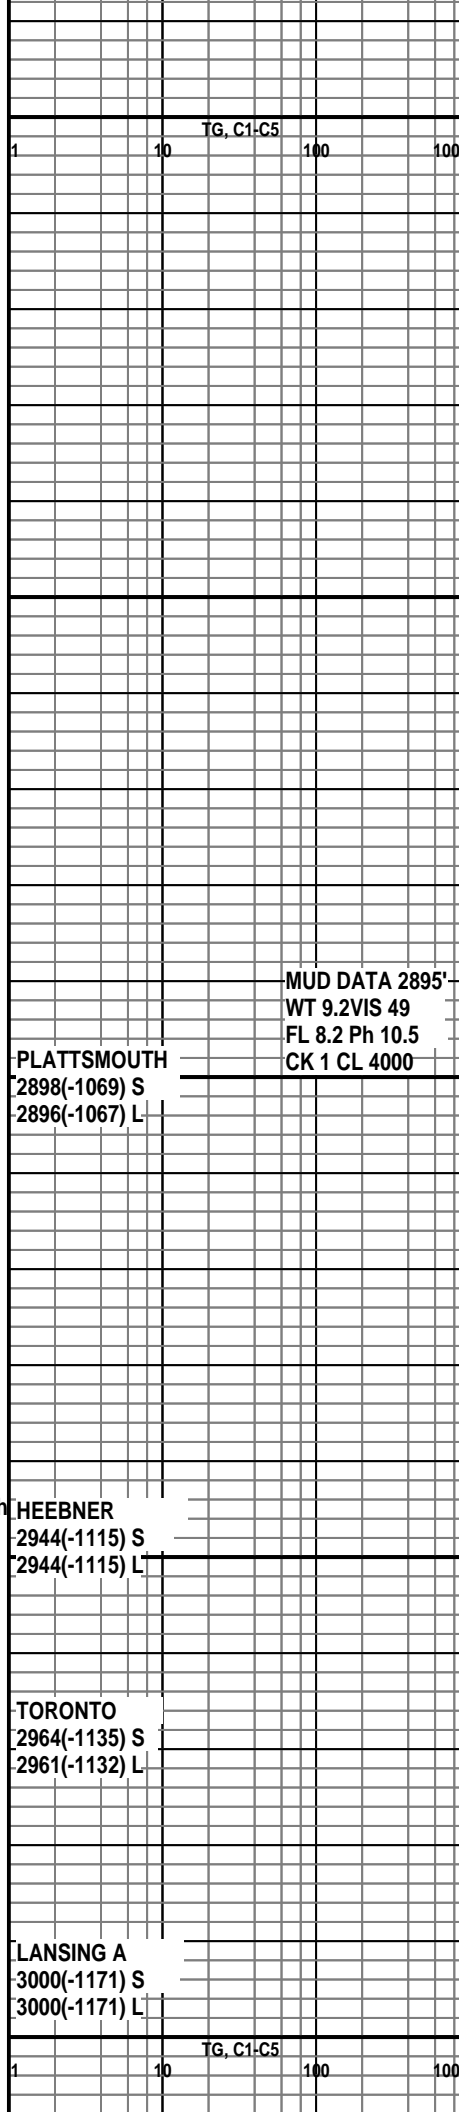 TG, C1-C5
1 10 100 100
MUD DATA 2895'
WT 9.2VIS 49
FL 8.2 Ph 10.5
CK 1 CL 4000
PLATTSMOUTH
2898(-1069) S
2896(-1067) L
HEEBNER
2944(-1115) S
2944(-1115) L
TORONTO
2964(-1135) S
2961(-1132) L
LANSING A
3000(-1171) S
3000(-1171) L
TG, C1-C5
1 10 100 100